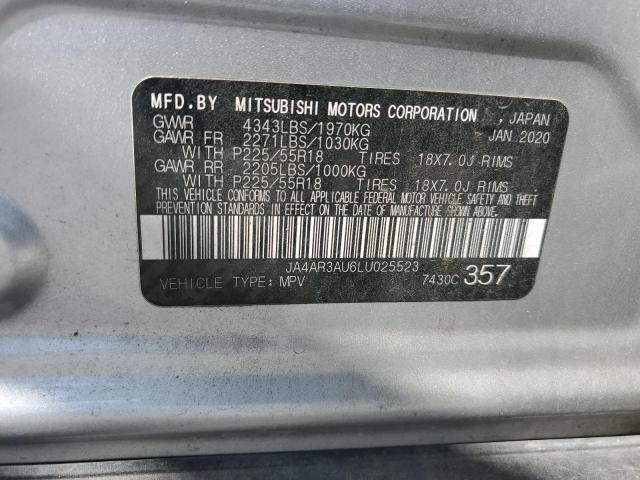 MFD.BY MITSUBISHI MOTORS CORPORATION , JAPAN
GVWR 4343LBS/1970KG JAN 2020
GAWR FR 2271LBS/1030KG
WITH P225/55R18 TIRES 18X7.0J RIMS
GAWR RR 2205LBS/1000KG
WITH P225/55R18 TIRES 18X7.0J RIMS
THIS VEHICLE CONFORMS TO ALL APPLICABLE FEDERAL MOTOR VEHICLE SAFETY AND THEFT
PREVENTION STANDARDS IN EFFECT ON THE DATE OF MANUFACTURE SHOWN ABOVE.
JA4AR3AU6LU025523
VEHICLE TYPE: MPV 7430C 357